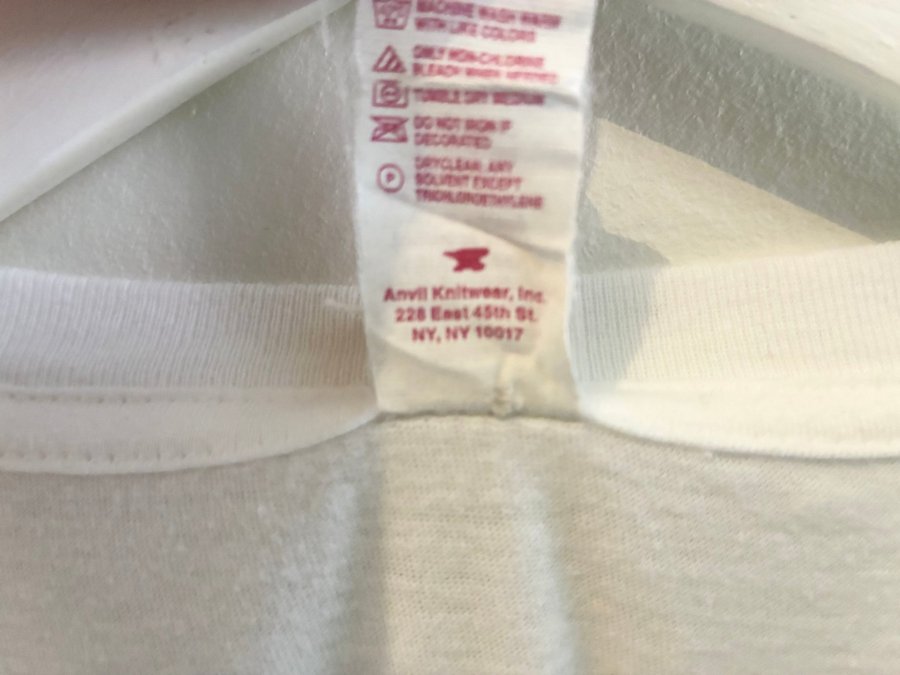 MACHINE WASH WARM
WITH LIKE COLORS
ONLY NON-CHLORINE
BLEACH WHEN NEEDED
TUMBLE DRY MEDIUM
DO NOT IRON IF
DECORATED
DRYCLEAN, ANY
SOLVENT EXCEPT
TRICHLOROETHYLENE
P
Anvil Knitwear, Inc.
228 East 45th St.
NY, NY 10017